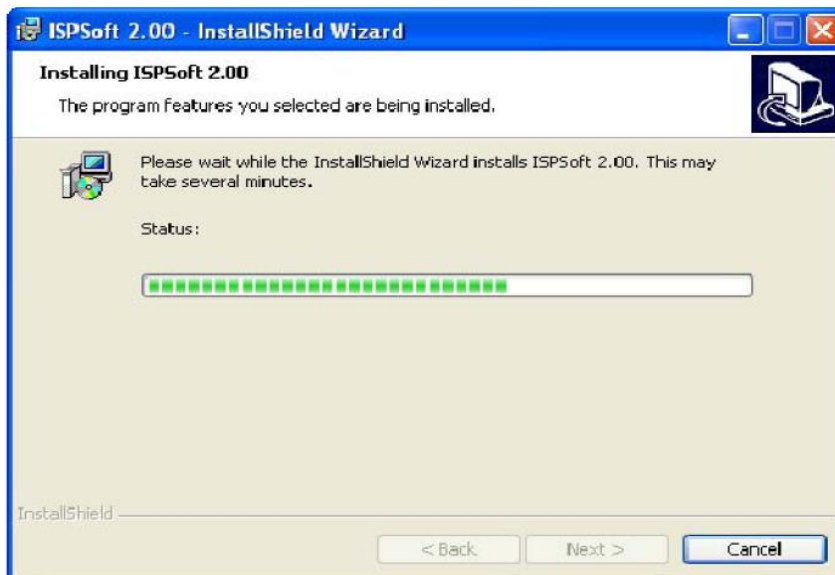 ISPSoft 2.00 - InstallShield Wizard
Installing ISPSoft 2.00
The program features you selected are being installed.
Please wait while the InstallShield Wizard installs ISPSoft 2.00. This may
take several minutes.
Status:
InstallShield
< Back
Next >
Cancel